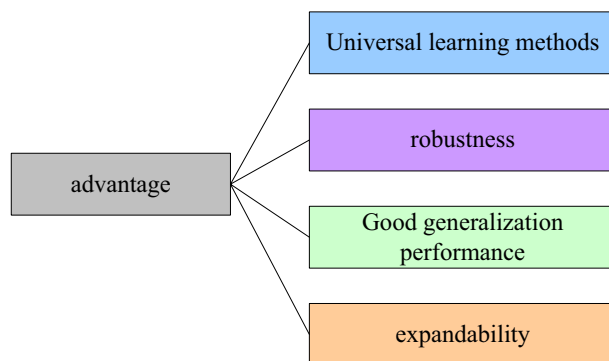 Universal learning methods
robustness
advantage
Good generalization
performance
expandability